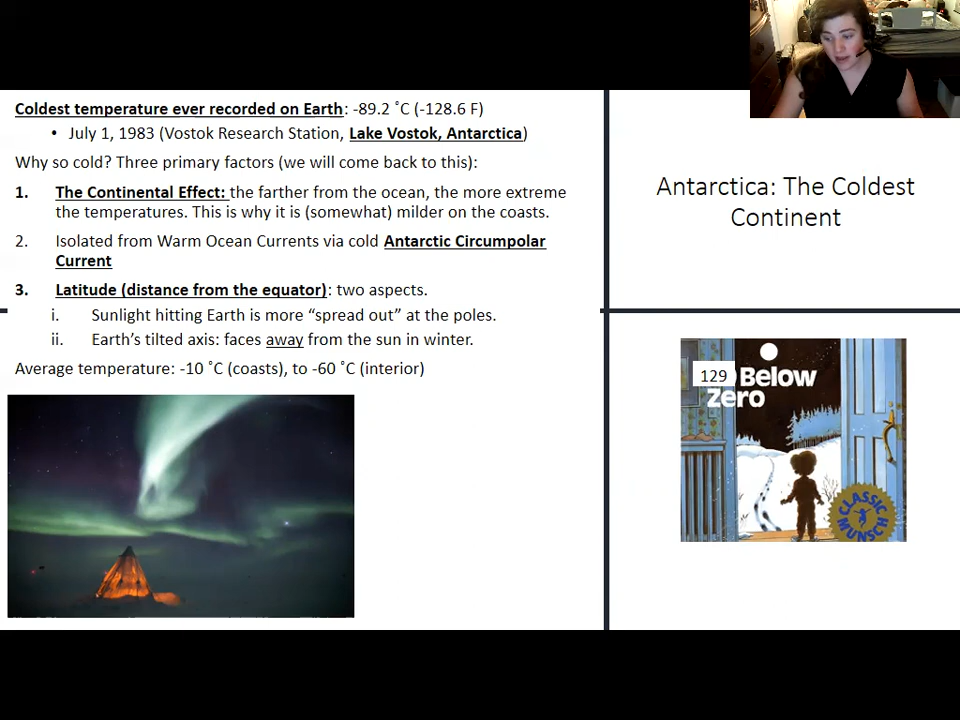 Coldest temperature ever recorded on Earth: -89.2 ˚C (-128.6 F)
• July 1, 1983 (Vostok Research Station, Lake Vostok, Antarctica)
Why so cold? Three primary factors (we will come back to this):
1. The Continental Effect: the farther from the ocean, the more extreme
the temperatures. This is why it is (somewhat) milder on the coasts.
2. Isolated from Warm Ocean Currents via cold Antarctic Circumpolar
Current
3. Latitude (distance from the equator): two aspects.
i. Sunlight hitting Earth is more “spread out” at the poles.
ii. Earth’s tilted axis: faces away from the sun in winter.
Average temperature: -10 ˚C (coasts), to -60 ˚C (interior)
Antarctica: The Coldest
Continent
129 Below
Zero
CLASSIC
MUNSCH